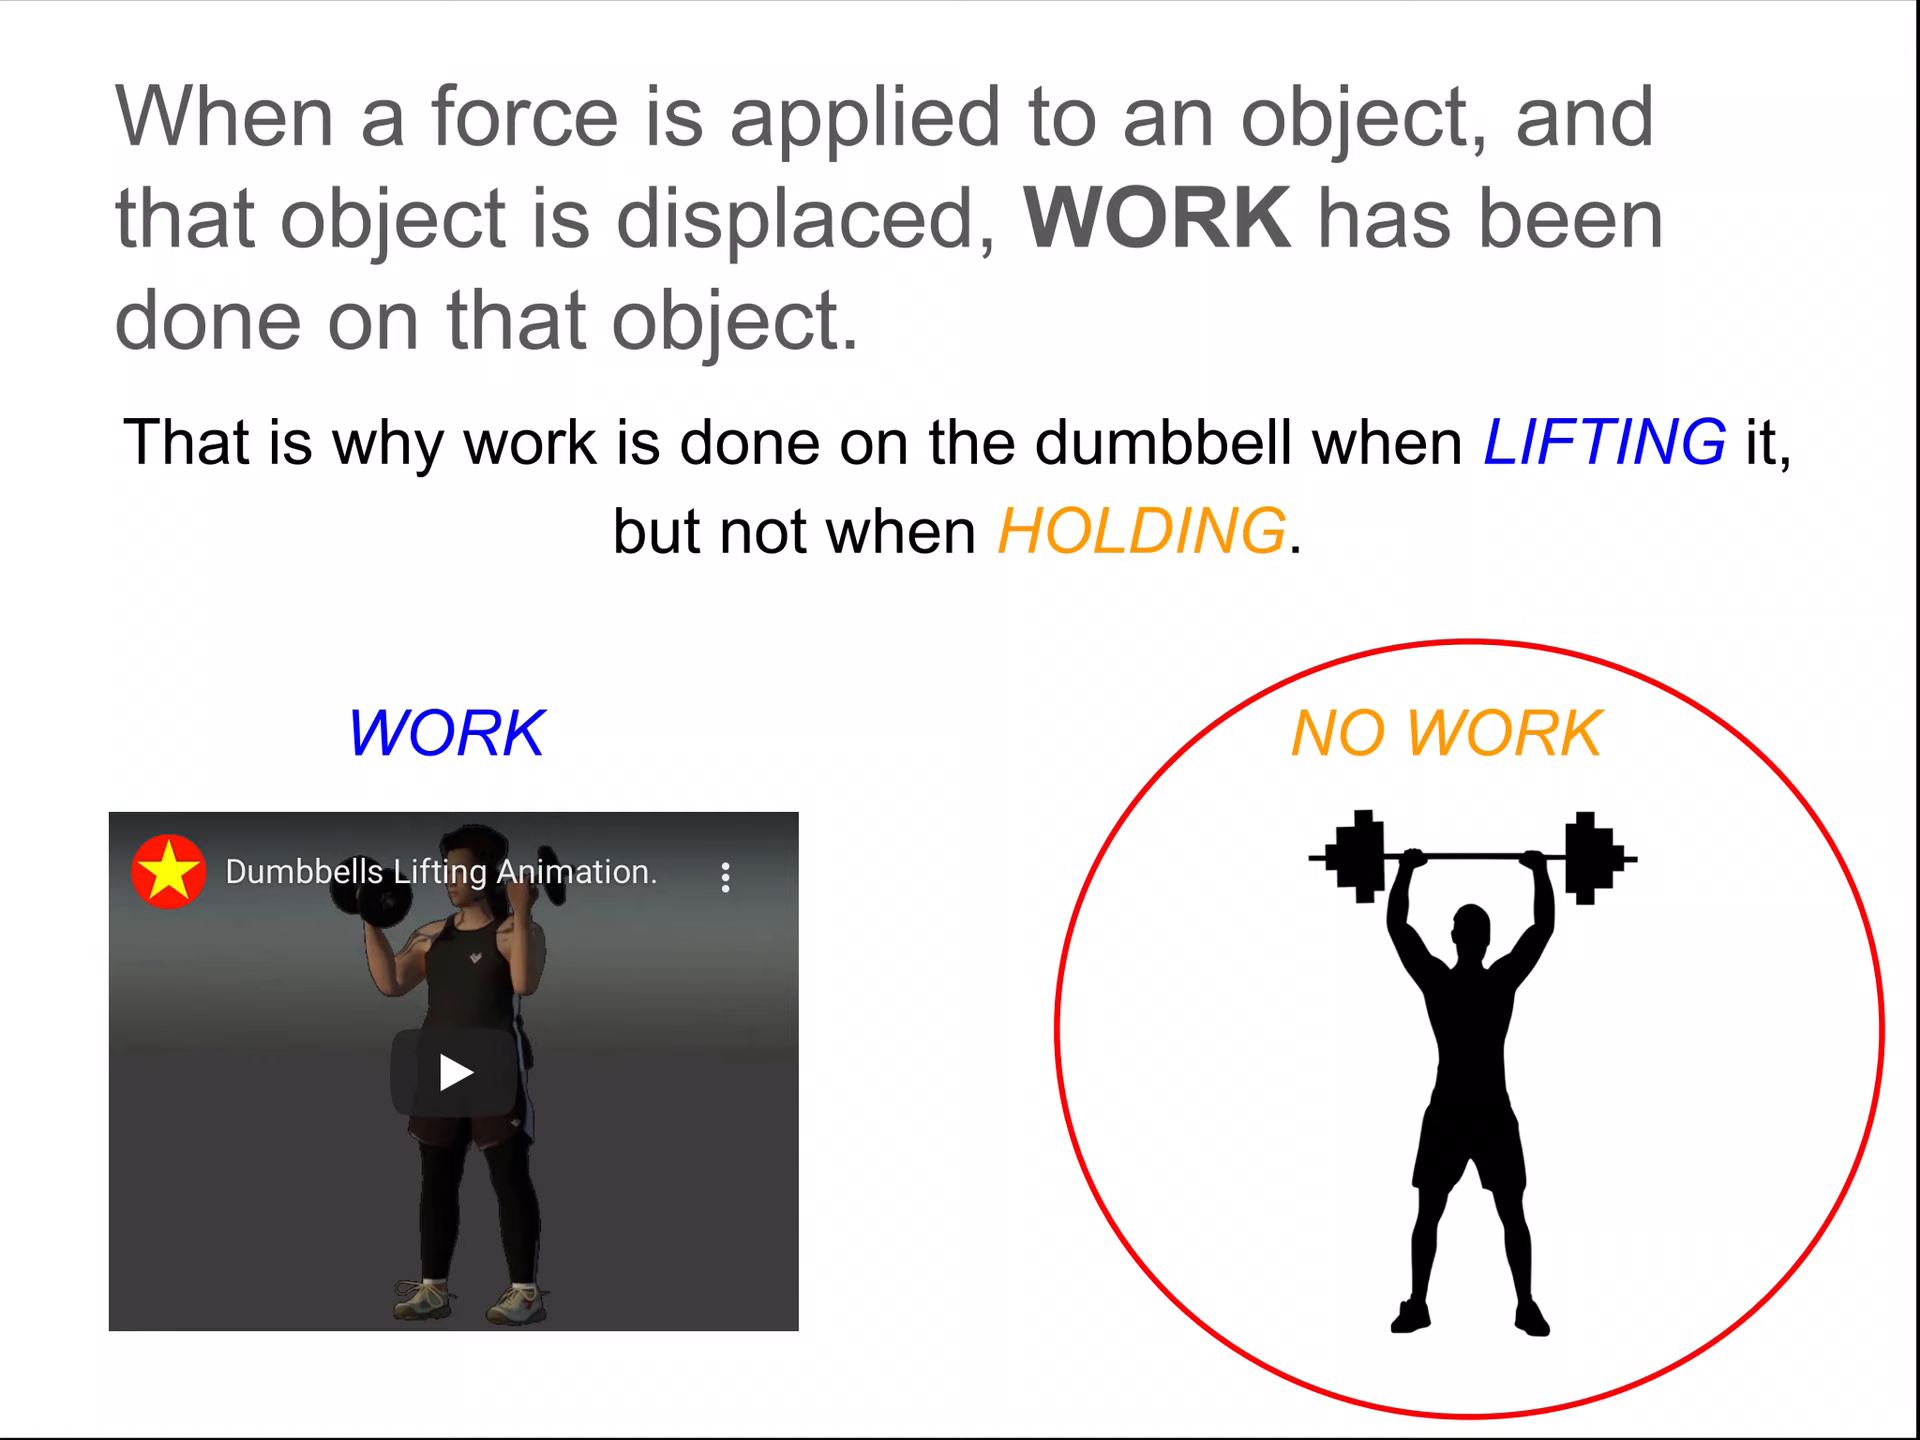 When a force is applied to an object, and
that object is displaced, WORK has been
done on that object.
That is why work is done on the dumbbell when LIFTING it,
but not when HOLDING.
WORK
NO WORK
Dumbbells Lifting Animation.